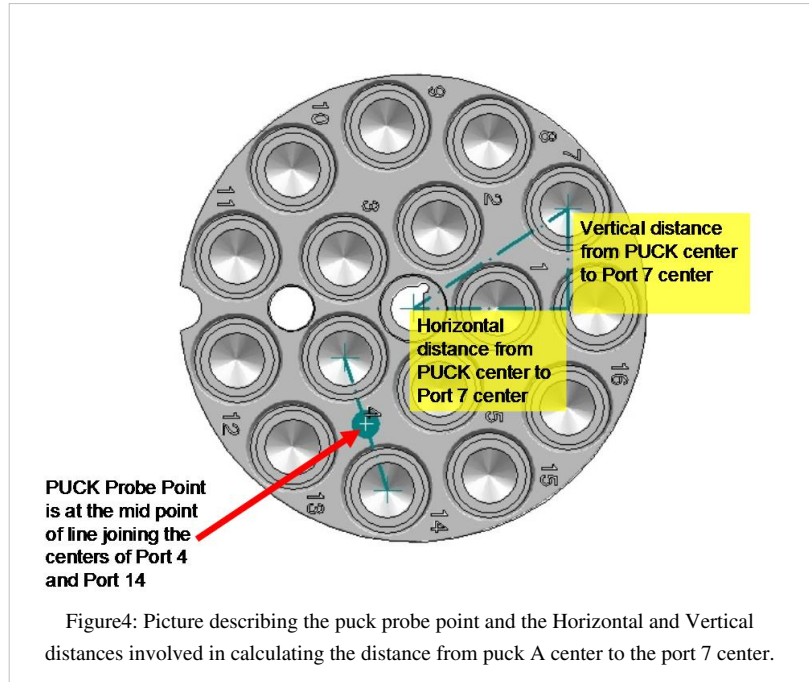 9
10
8
7
11
3
2
Vertical distance
from PUCK center
to Port 7 center
1
Horizontal
distance from
PUCK center to
Port 7 center
4
5
16
12
15
PUCK Probe Point
is at the mid point
of line joining the
centers of Port 4
and Port 14
13
14
Figure4: Picture describing the puck probe point and the Horizontal and Vertical
distances involved in calculating the distance from puck A center to the port 7 center.